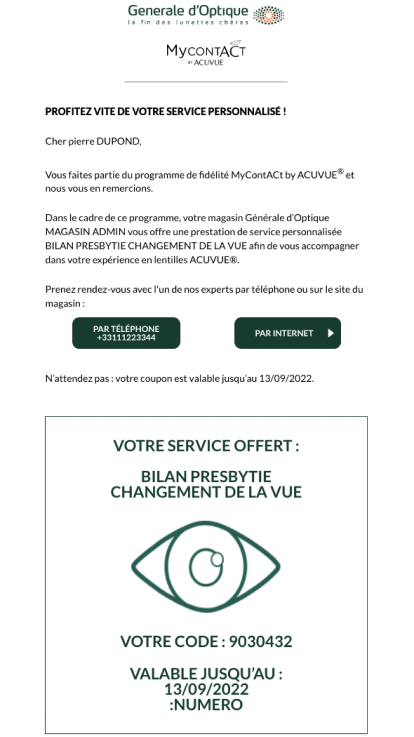 Generale d'Optique
la fin des lunettes chères
MYCONTACT
BY ACUVUE
PROFITEZ VITE DE VOTRE SERVICE PERSONNALISÉ !
Cher pierre DUPOND,
Vous faites partie du programme de fidélité MyContACt by ACUVUE® et
nous vous en remercions.
Dans le cadre de ce programme, votre magasin Générale d'Optique
MAGASIN ADMIN vous offre une prestation de service personnalisée
BILAN PRESBYTIE CHANGEMENT DE LA VUE afin de vous accompagner
dans votre expérience en lentilles ACUVUE®.
Prenez rendez-vous avec l'un de nos experts par téléphone ou sur le site du
magasin :
PAR TÉLÉPHONE
+33111223344
PAR INTERNET
N'attendez pas : votre coupon est valable jusqu'au 13/09/2022.
VOTRE SERVICE OFFERT :
BILAN PRESBYTIE
CHANGEMENT DE LA VUE
VOTRE CODE : 9030432
VALABLE JUSQU'AU :
13/09/2022
:NUMERO